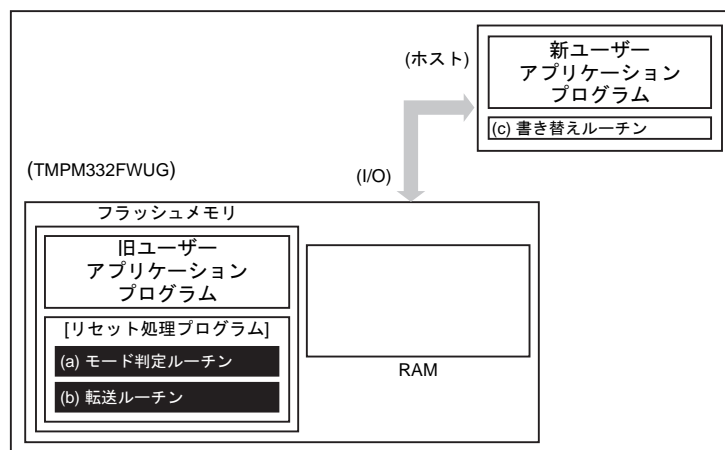 (ホスト)
新ユーザー
アプリケーション
プログラム
(c) 書き替えルーチン
(TMPM332FWUG)
(I/O)
フラッシュメモリ
旧ユーザー
アプリケーション
プログラム
[リセット処理プログラム]
(a) モード判定ルーチン
(b) 転送ルーチン
RAM